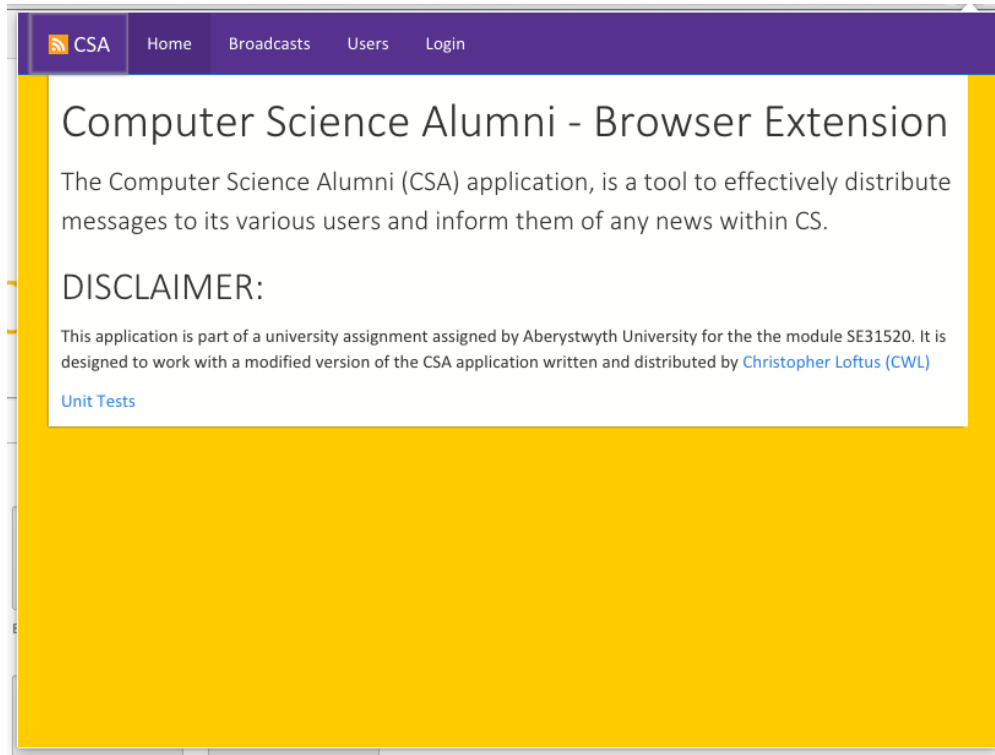 CSA Home Broadcasts Users Login
Computer Science Alumni - Browser Extension
The Computer Science Alumni (CSA) application, is a tool to effectively distribute
messages to its various users and inform them of any news within CS.
DISCLAIMER:
This application is part of a university assignment assigned by Aberystwyth University for the the module SE31520. It is
designed to work with a modified version of the CSA application written and distributed by Christopher Loftus (CWL)
Unit Tests